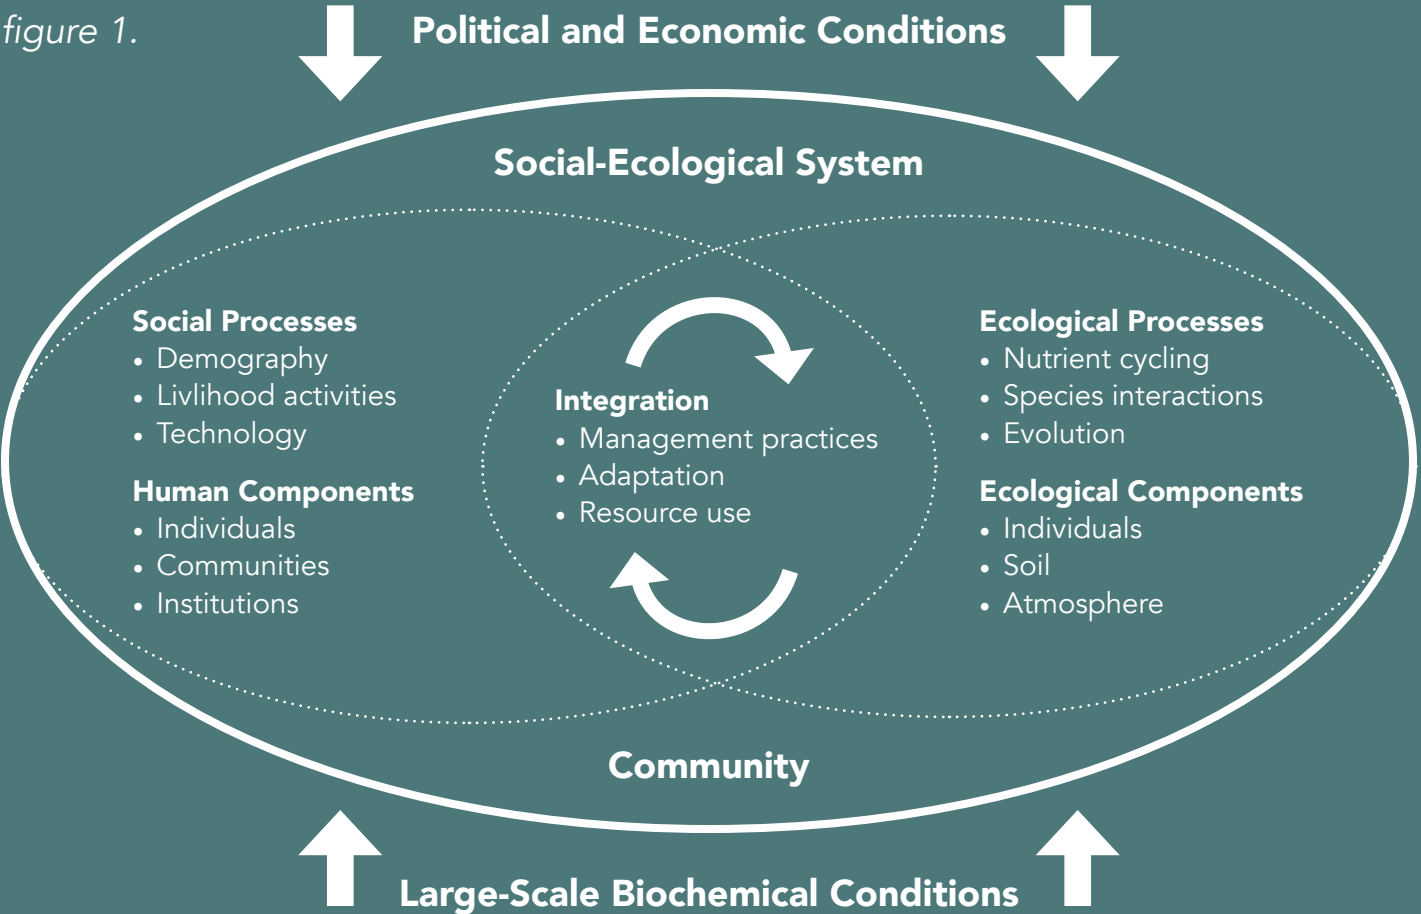 figure 1.
Political and Economic Conditions
Social-Ecological System
Social Processes
• Demography
• Livlihood activities
• Technology
Human Components
• Individuals
• Communities
• Institutions
Integration
• Management practices
• Adaptation
• Resource use
Ecological Processes
• Nutrient cycling
• Species interactions
• Evolution
Ecological Components
• Individuals
• Soil
• Atmosphere
Community
Large-Scale Biochemical Conditions